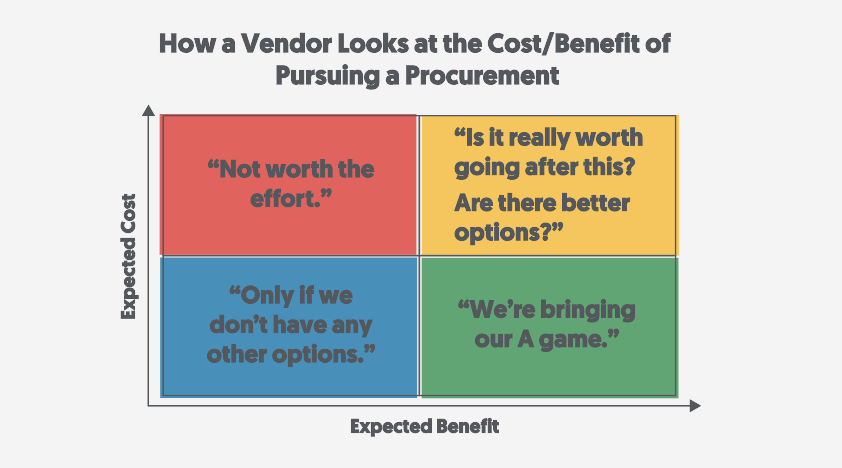 How a Vendor Looks at the Cost/Benefit of
Pursuing a Procurement
Expected Cost
“Not worth the
effort.”
“Is it really worth
going after this?
Are there better
options?”
“Only if we
don’t have any
other options.”
“We’re bringing
our A game.”
Expected Benefit